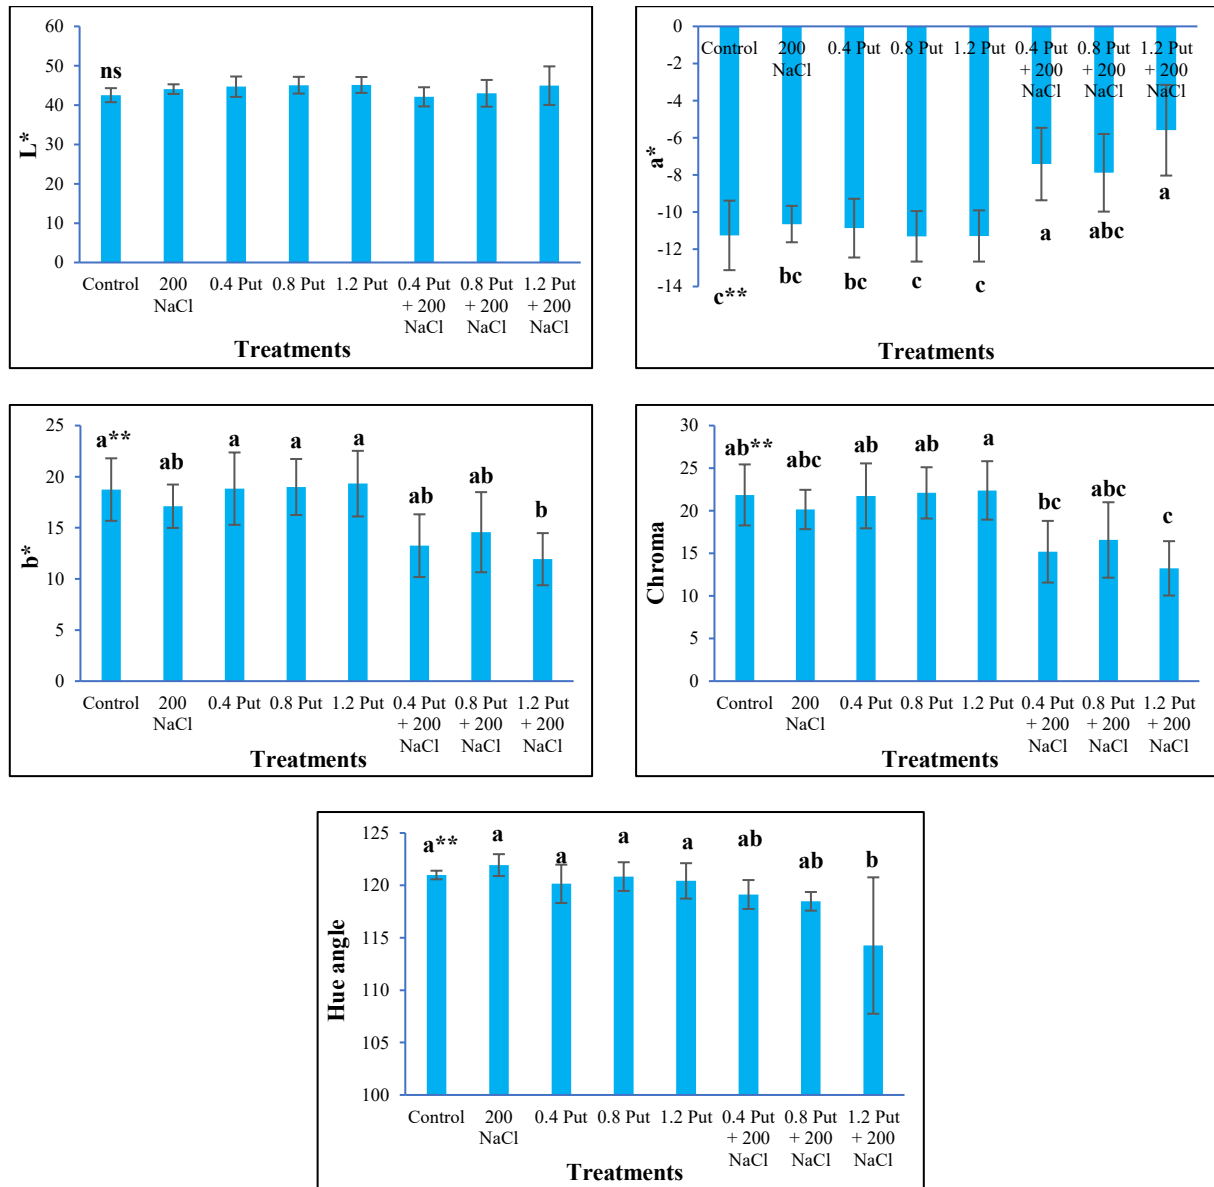 60
50
40
30
20
10
0
L*
ns
Control
200 NaCl
0.4 Put
0.8 Put
1.2 Put
0.4 Put + 200 NaCl
0.8 Put + 200 NaCl
1.2 Put + 200 NaCl
Treatments
-0
-2
-4
-6
-8
-10
-12
-14
a*
Control
200 NaCl
0.4 Put
0.8 Put
1.2 Put
0.4 Put + 200 NaCl
0.8 Put + 200 NaCl
1.2 Put + 200 NaCl
c**
bc
bc
c
c
a
abc
a
Treatments
25
20
15
10
5
0
b*
a**
ab
a
a
a
ab
ab
b
Control
200 NaCl
0.4 Put
0.8 Put
1.2 Put
0.4 Put + 200 NaCl
0.8 Put + 200 NaCl
1.2 Put + 200 NaCl
Treatments
30
25
20
15
10
5
0
Chroma
ab**
abc
ab
ab
a
bc
abc
c
Control
200 NaCl
0.4 Put
0.8 Put
1.2 Put
0.4 Put + 200 NaCl
0.8 Put + 200 NaCl
1.2 Put + 200 NaCl
Treatments
125
120
115
110
105
100
Hue angle
a**
a
a
a
a
ab
ab
b
Control
200 NaCl
0.4 Put
0.8 Put
1.2 Put
0.4 Put + 200 NaCl
0.8 Put + 200 NaCl
1.2 Put + 200 NaCl
Treatments